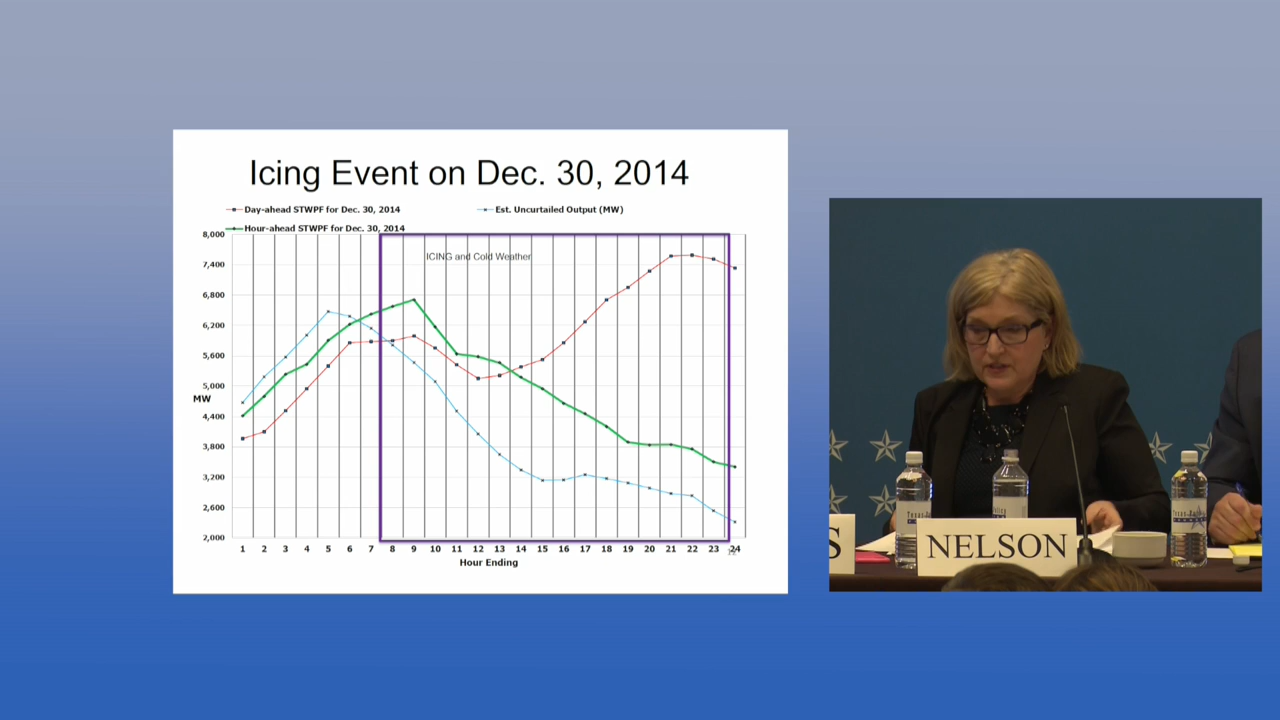 Icing Event on Dec. 30, 2014
Day-ahead STWPF for Dec. 30, 2014
Est. Uncurtailed Output (MW)
Hour-ahead STWPF for Dec. 30, 2014
ICING and Cold Weather
8,000
7,400
6,800
6,200
5,600
5,000
MW
4,400
3,800
3,200
2,600
2,000
1 2 3 4 5 6 7 8 9 10 11 12 13 14 15 16 17 18 19 20 21 22 23 24
Hour Ending
S
NELSON